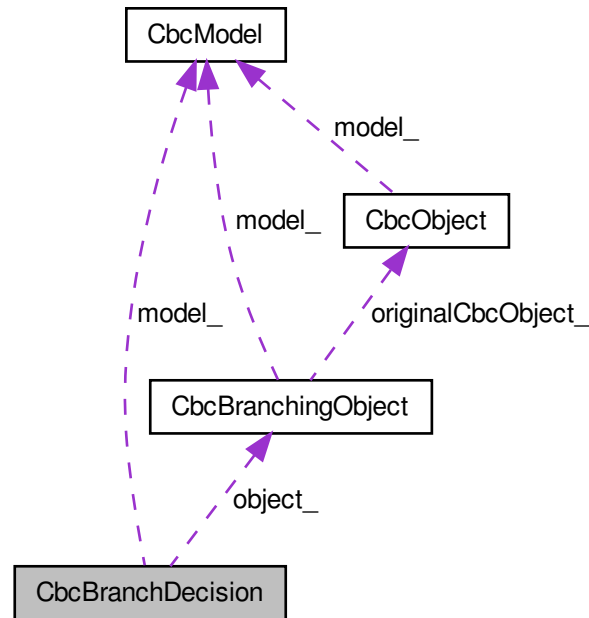 CbcModel
model_
CbcObject
model_
model_
originalCbcObject_
CbcBranchingObject
object_
CbcBranchDecision